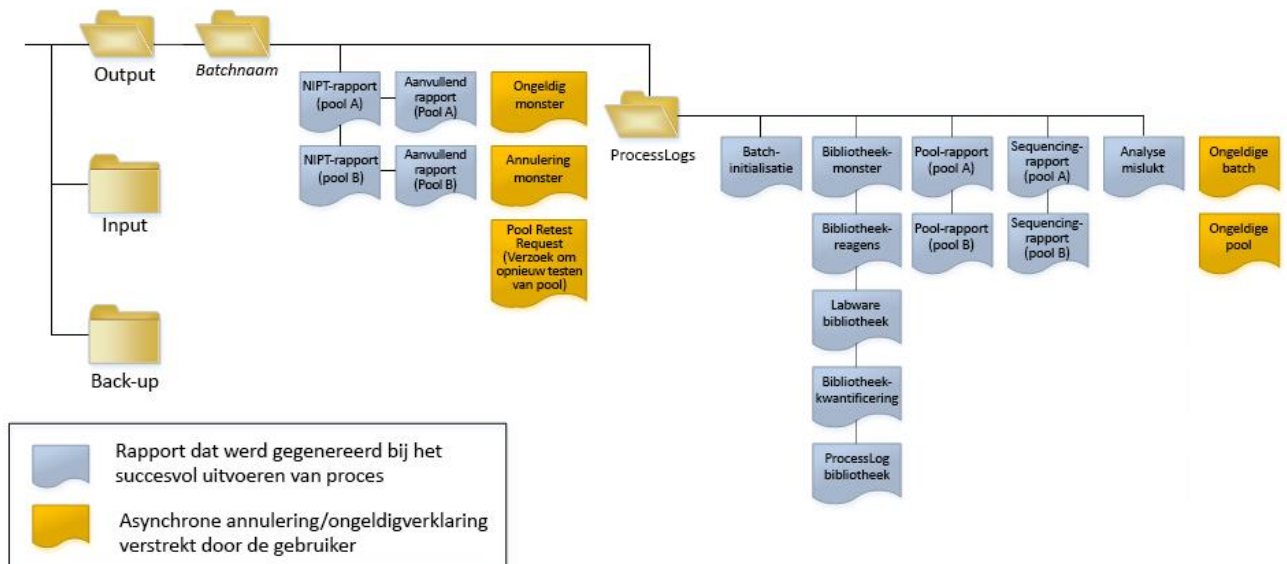 Output
Batchnaam
NIPT-rapport
(pool A)
Aanvullend
rapport
(Pool A)
Ongeldig
monster
NIPT-rapport
(pool B)
Aanvullend
rapport
(Pool B)
Annulering
monster
Pool Retest
Request
(Verzoek om
opnieuw testen
van pool)
ProcessLogs
Batch-
initialisatie
Bibliotheek-
monster
Pool-rapport
(pool A)
Sequencing-
rapport
(pool A)
Analyse
mislukt
Ongeldige
batch
Bibliotheek-
reagens
Pool-rapport
(pool B)
Sequencing-
rapport
(pool B)
Ongeldige
pool
Labware
bibliotheek
Bibliotheek-
kwantificering
ProcessLog
bibliotheek
Input
Back-up
Rapport dat werd gegenereerd bij het
succesvol uitvoeren van proces
Asynchrone annulering/ongeldigverklaring
verstrekt door de gebruiker